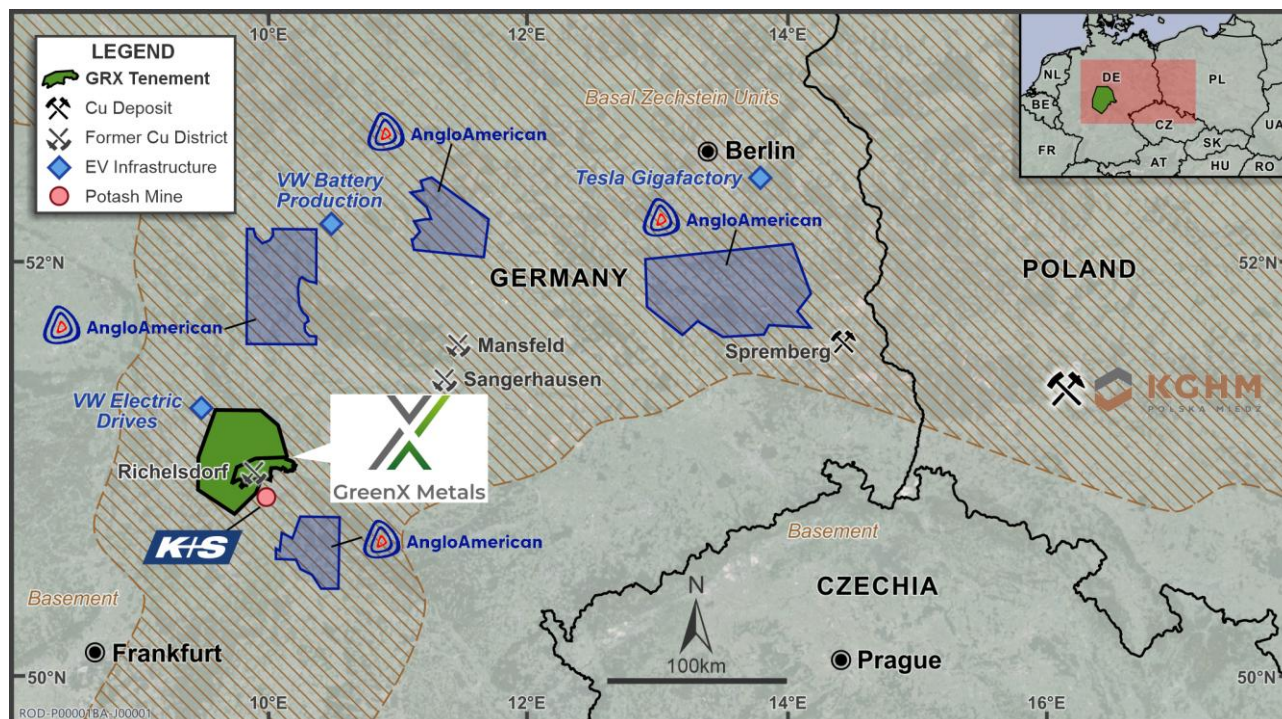 LEGEND
GRX Tenement
Cu Deposit
Former Cu District
EV Infrastructure
Potash Mine
10°E
12°E
14°E
NL
DE
PL
BE
CZ
UA
FR
SK
AT
HU
RO
Basal Zechstein Units
AngloAmerican
Berlin
VW Battery
Production
Tesla Gigafactory
AngloAmerican
52°N
GERMANY
POLAND
52°N
AngloAmerican
Mansfeld
Spremberg
Sangerhausen
KGHM
POLSKA MIEDŹ
VW Electric
Drives
Richelsdorf
GreenX Metals
K+S
AngloAmerican
Basement
Basement
CZECHIA
N
Frankfurt
100km
Prague
50°N
50°N
10°E
12°E
14°E
16°E
ROD-P00001BA-J00001